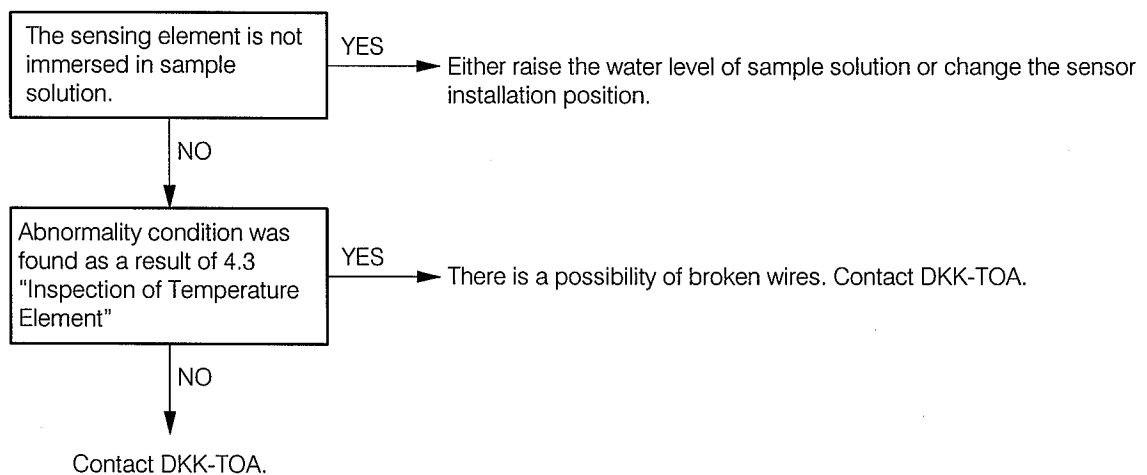 The sensing element is not
immersed in sample
solution.
YES
Either raise the water level of sample solution or change the sensor
installation position.
NO
Abnormality condition was
found as a result of 4.3
"Inspection of Temperature
Element"
YES
There is a possibility of broken wires. Contact DKK-TOA.
NO
Contact DKK-TOA.